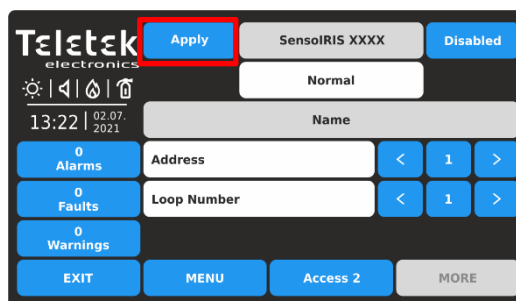 Teletek
electronics
Apply
SensoIRIS XXXX
Disabled
Normal
13:22 02.07.
2021
Name
0
Alarms
Address
< 1 >
0
Faults
Loop Number
< 1 >
0
Warnings
EXIT
MENU
Access 2
MORE